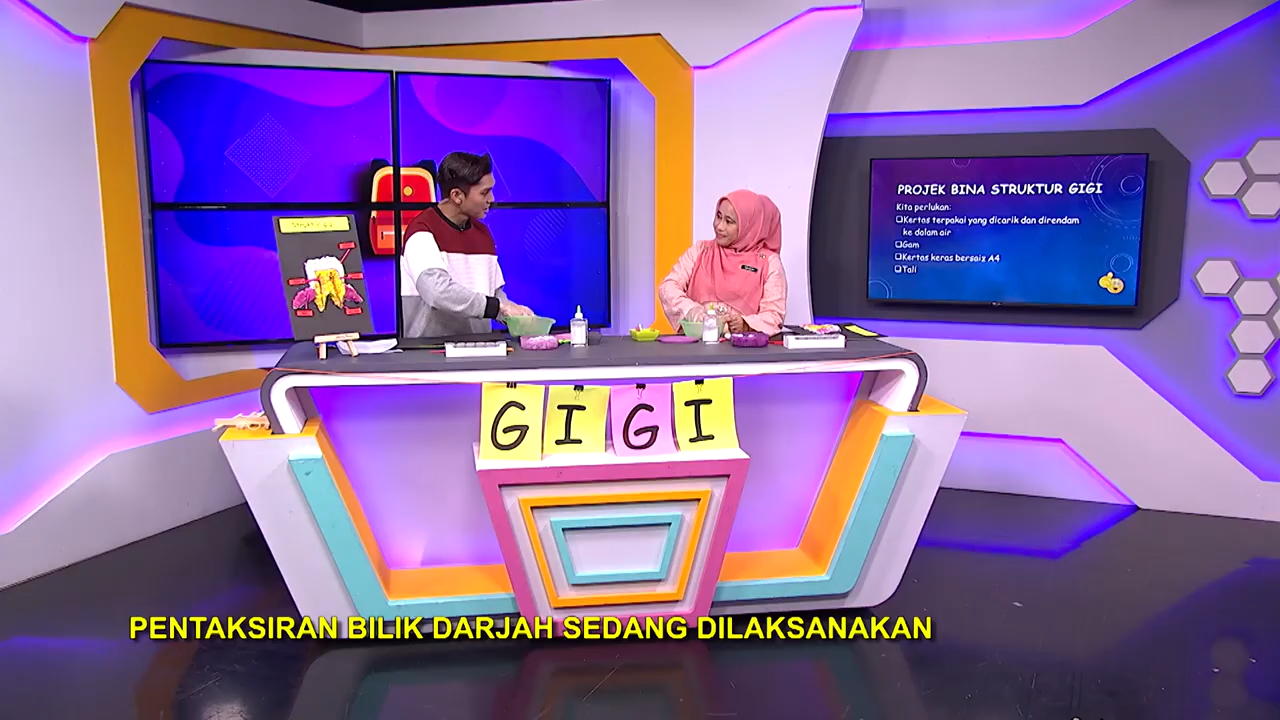 PROJEK BINA STRUKTUR GIGI
Kita perlukan:
❑Kertas terpakai yang dicarik dan direndam
ke dalam air
❑Gam
❑Kertas keras bersaiz A4
❑Tali
GIGI
PENTAKSIRAN BILIK DARJAH SEDANG DILAKSANAKAN